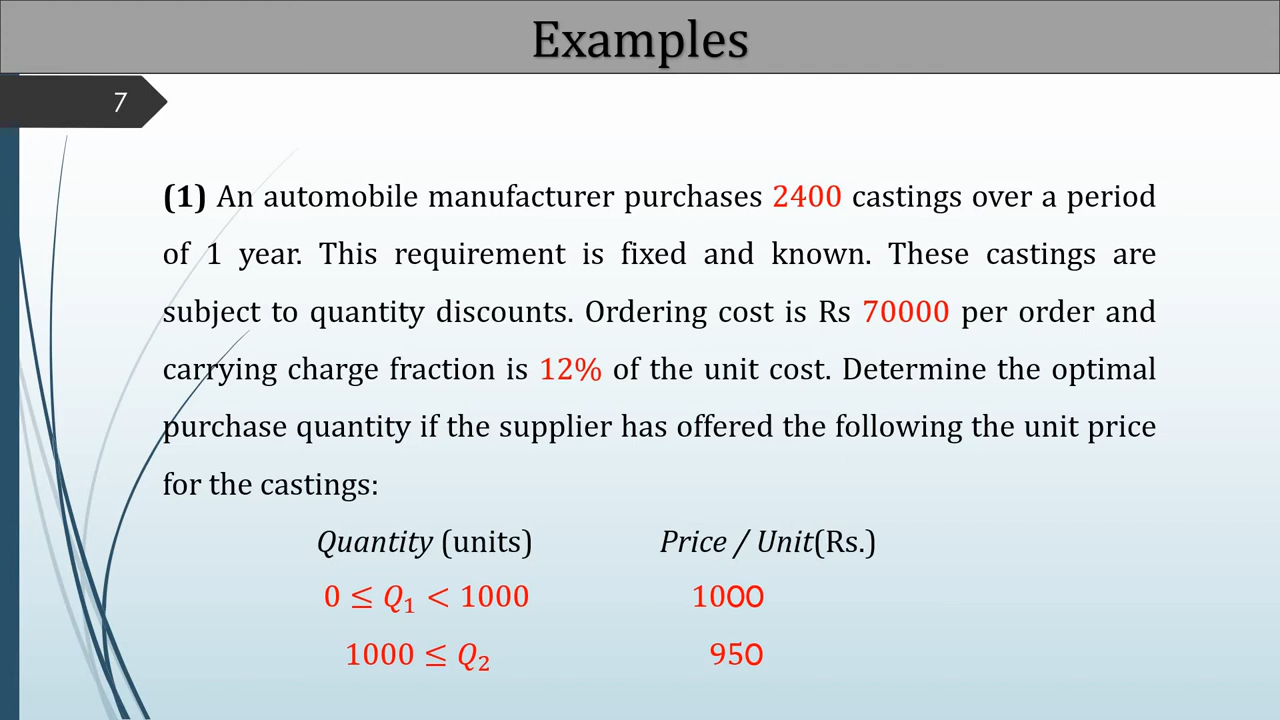 Examples
7
(1) An automobile manufacturer purchases 2400 castings over a period
of 1 year. This requirement is fixed and known. These castings are
subject to quantity discounts. Ordering cost is Rs 70000 per order and
carrying charge fraction is 12% of the unit cost. Determine the optimal
purchase quantity if the supplier has offered the following the unit price
for the castings:
Quantity (units) Price / Unit(Rs.)
0 ≤ Q₁ < 1000 1000
1000 ≤ Q₂ 950